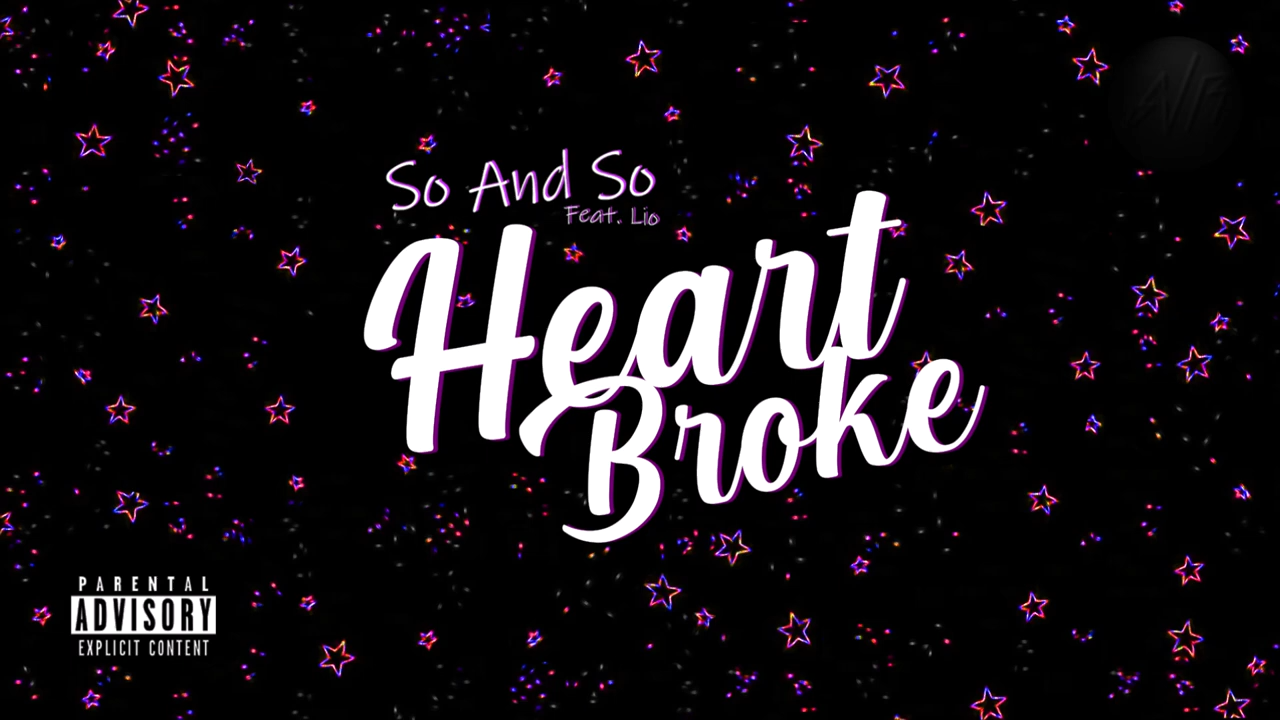 So And So
Feat. Lio
Heart
Broke
PARENTAL
ADVISORY
EXPLICIT CONTENT